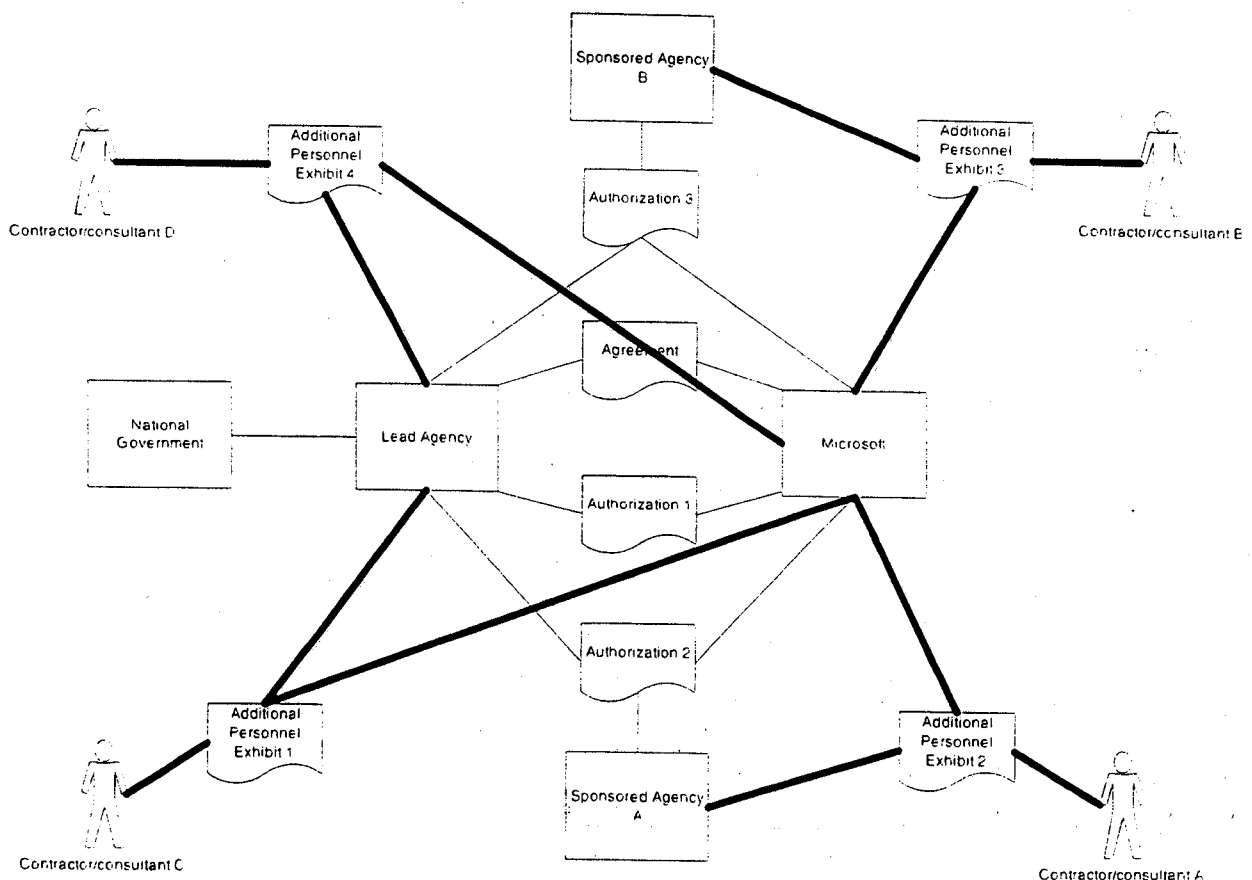 Sponsored Agency
B
Additional
Personnel
Exhibit 4
Additional
Personnel
Exhibit 3
Authorization 3
Contractor/consultant D
Contractor/consultant B
Agreement
National
Government
Lead Agency
Microsoft
Authorization 1
Authorization 2
Additional
Personnel
Exhibit 1
Additional
Personnel
Exhibit 2
Sponsored Agency
A
Contractor/consultant C
Contractor/consultant A